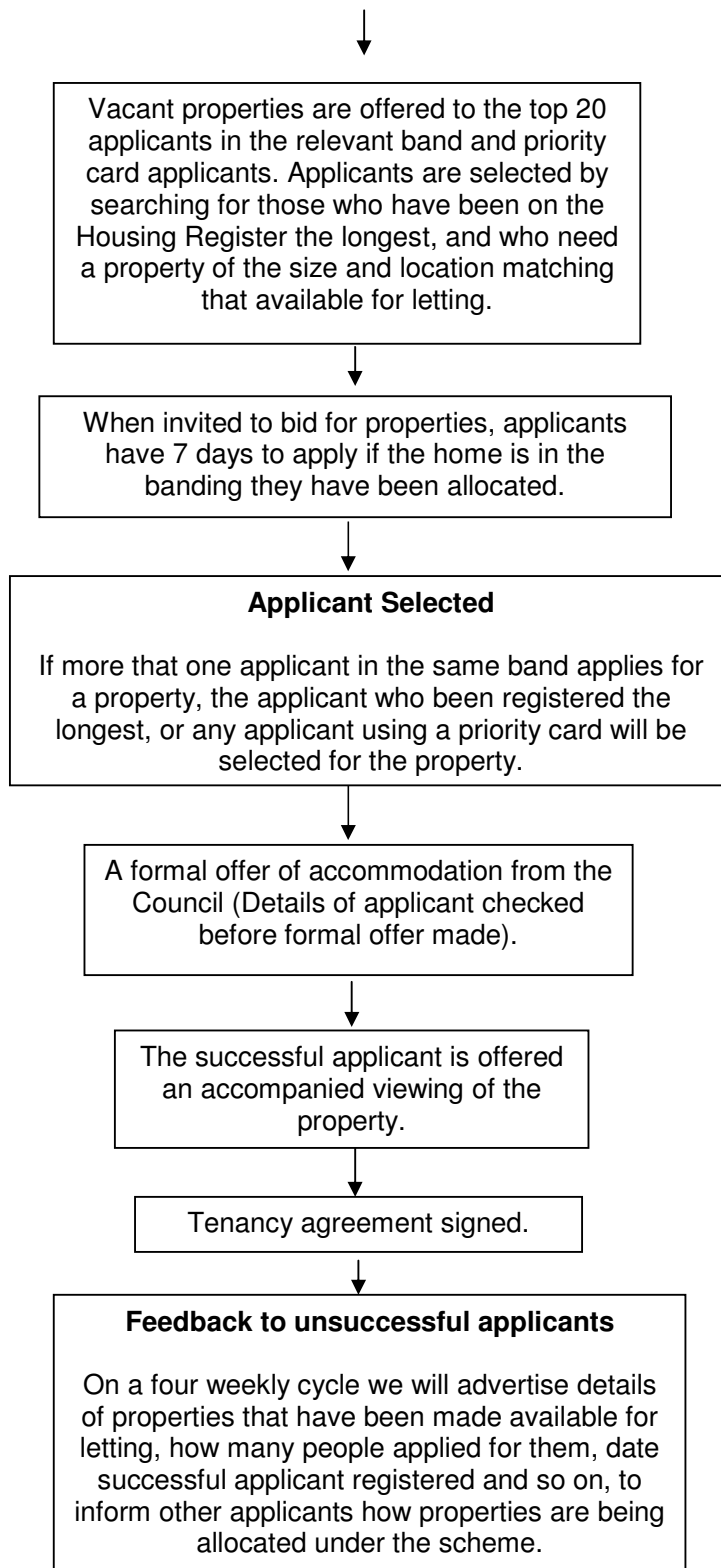 Vacant properties are offered to the top 20
applicants in the relevant band and priority
card applicants. Applicants are selected by
searching for those who have been on the
Housing Register the longest, and who need
a property of the size and location matching
that available for letting.
When invited to bid for properties, applicants
have 7 days to apply if the home is in the
banding they have been allocated.
Applicant Selected
If more that one applicant in the same band applies for
a property, the applicant who been registered the
longest, or any applicant using a priority card will be
selected for the property.
A formal offer of accommodation from the
Council (Details of applicant checked
before formal offer made).
The successful applicant is offered
an accompanied viewing of the
property.
Tenancy agreement signed.
Feedback to unsuccessful applicants
On a four weekly cycle we will advertise details
of properties that have been made available for
letting, how many people applied for them, date
successful applicant registered and so on, to
inform other applicants how properties are being
allocated under the scheme.